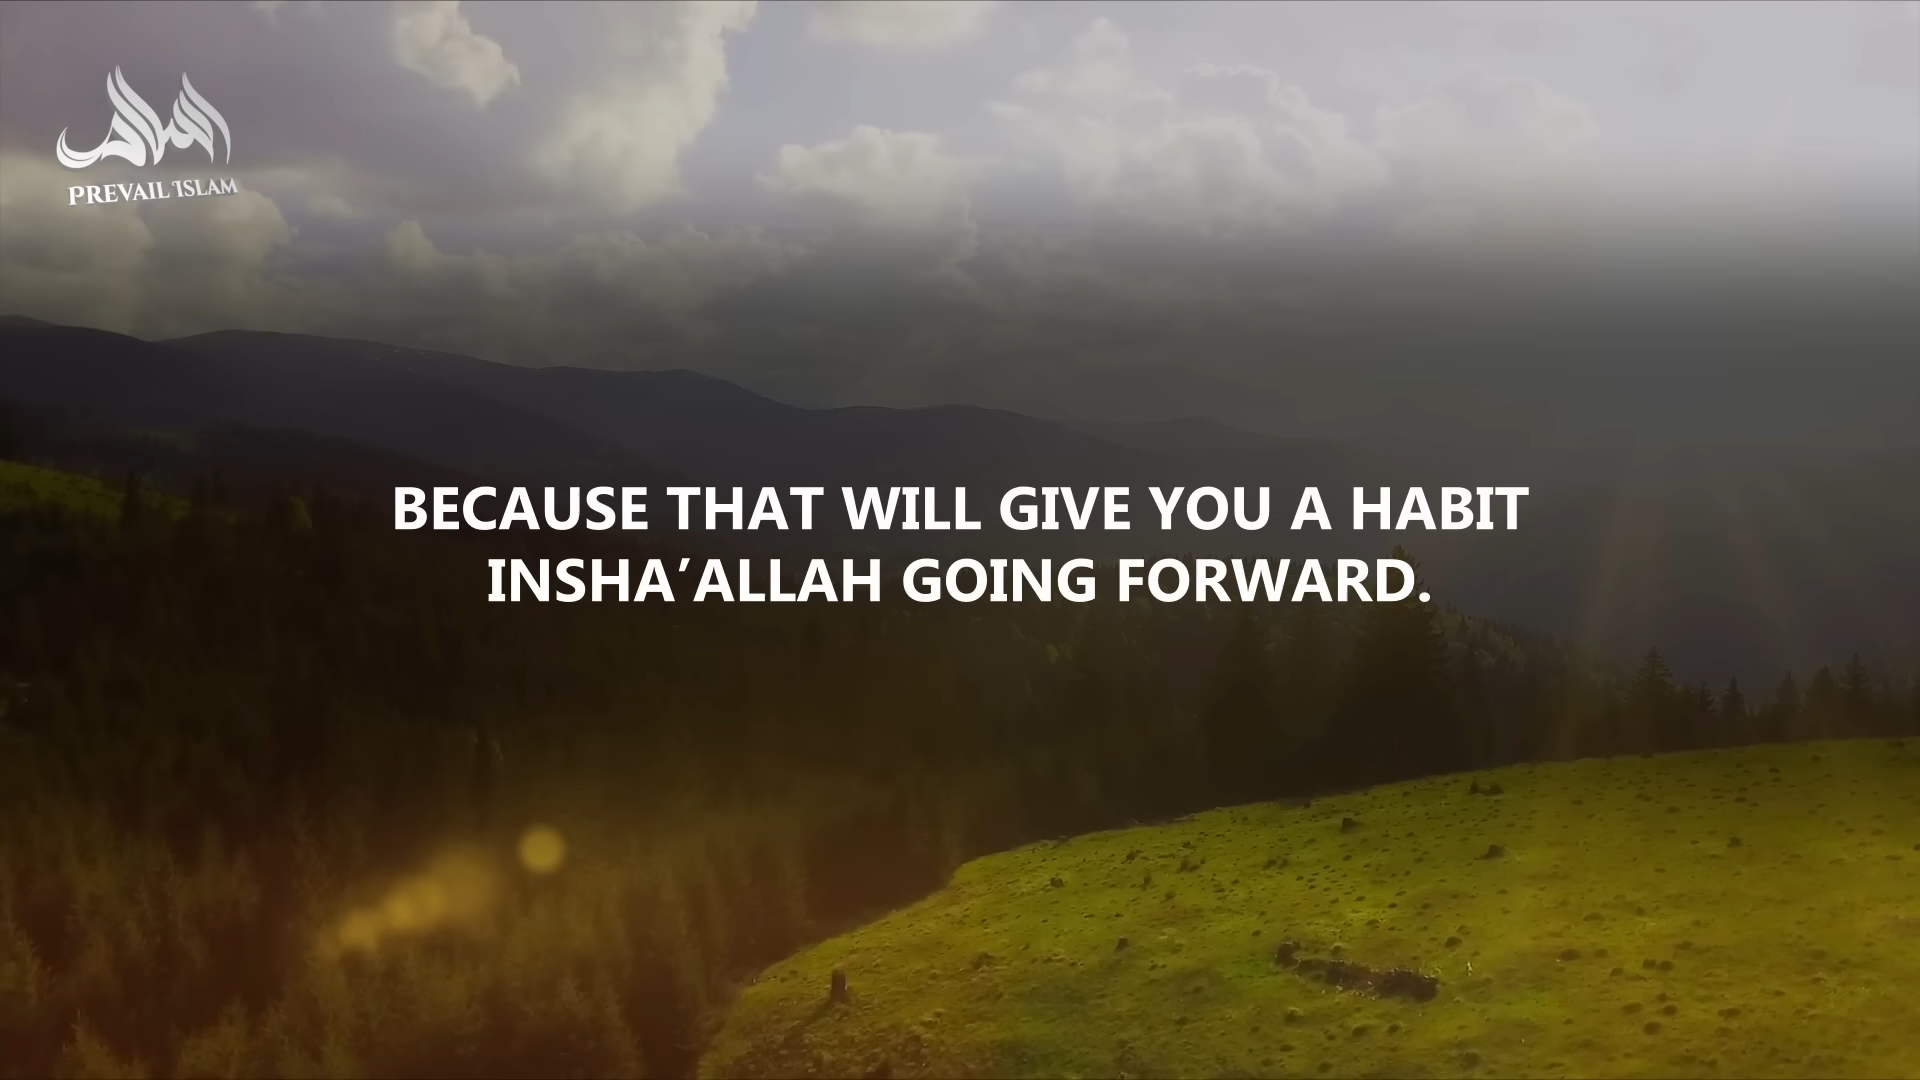 PREVAIL ISLAM
BECAUSE THAT WILL GIVE YOU A HABIT
INSHA’ALLAH GOING FORWARD.